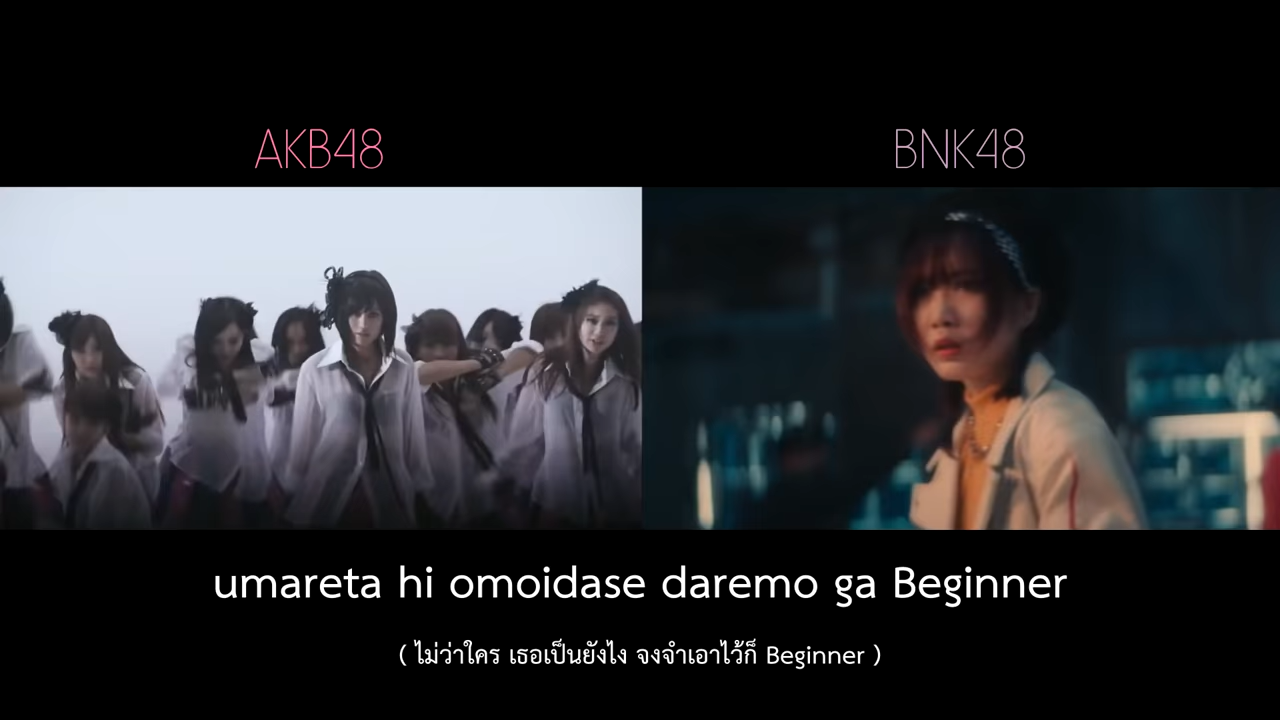 AKB48
BNK48
umareta hi omoidase daremo ga Beginner
( ไม่ว่าใคร เธอเป็นยังไง จงจำเอาไว้ก็ Beginner )